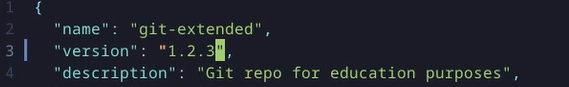 1 {
2 "name": "git-extended",
3 "version": "1.2.3",
4 "description": "Git repo for education purposes",